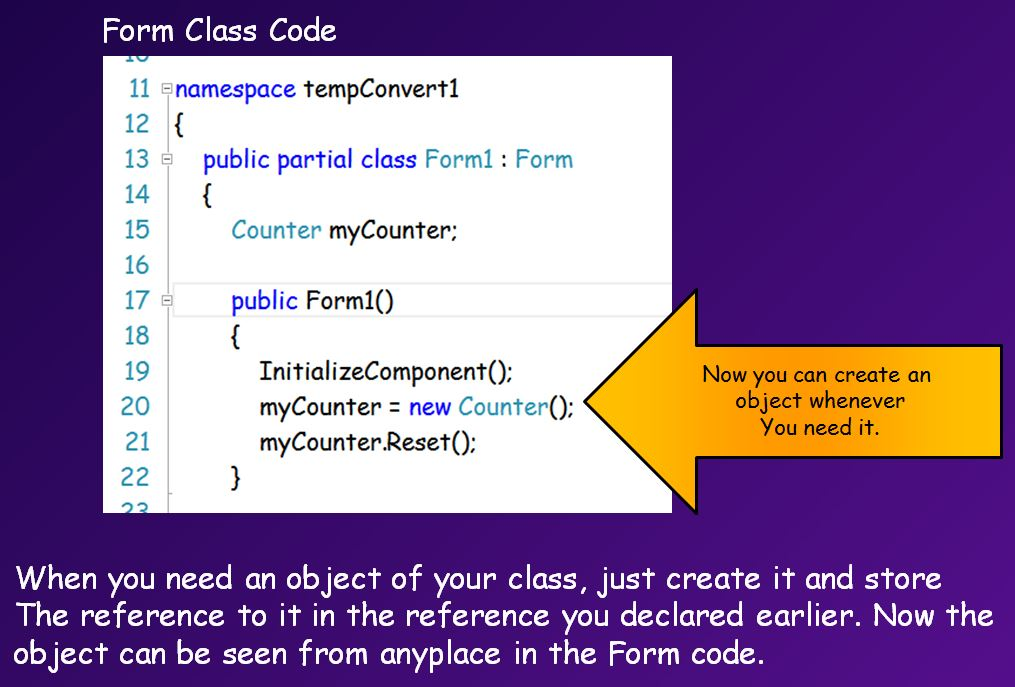 Form Class Code
11 namespace tempConvert1
12 {
13 public partial class Form1 : Form
14 {
15 Counter myCounter;
16
17 public Form1()
18 {
19 InitializeComponent();
20 myCounter = new Counter();
21 myCounter.Reset();
22 }
Now you can create an
object whenever
You need it.
When you need an object of your class, just create it and store
The reference to it in the reference you declared earlier. Now the
object can be seen from anyplace in the Form code.